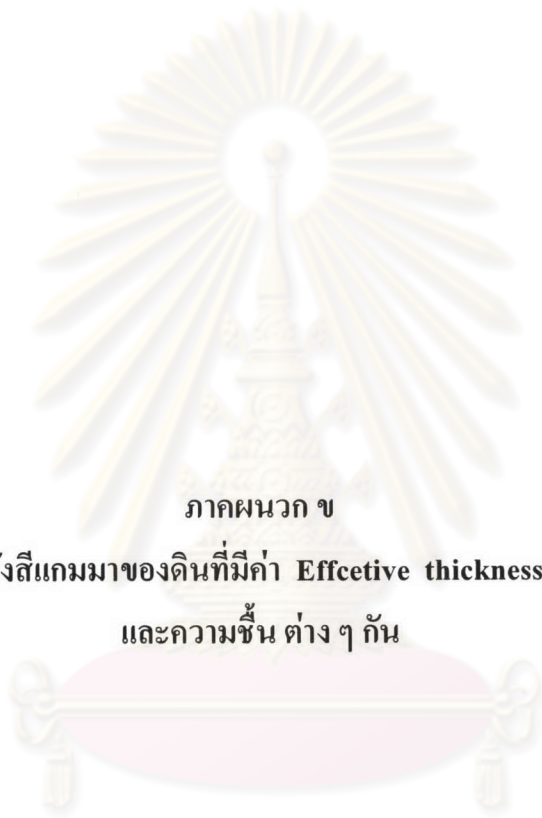 ภาคผนวก ข
งสีแกมมาของดินที่มีค่า Effcetive thickness
และความชื้น ต่าง ๆ กัน